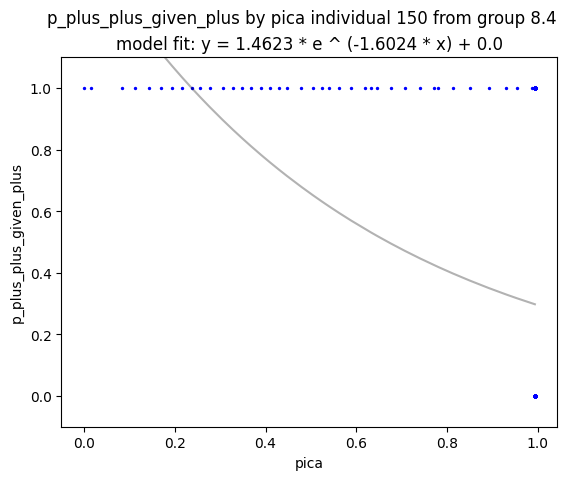 p_plus_plus_given_plus by pica individual 150 from group 8.4
model fit: y = 1.4623 * e ^ (-1.6024 * x) + 0.0
1.0
0.8
0.6
0.4
0.2
0.0
p_plus_plus_given_plus
0.0 0.2 0.4 0.6 0.8 1.0
pica